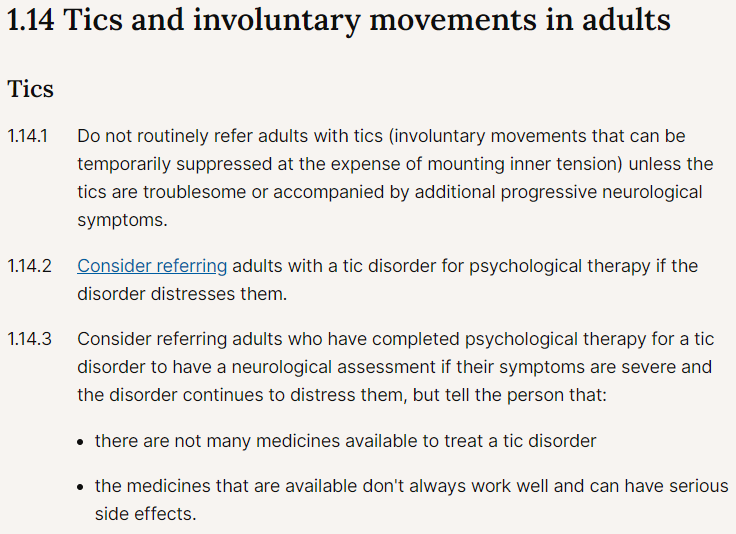 1.14 Tics and involuntary movements in adults
Tics
1.14.1 Do not routinely refer adults with tics (involuntary movements that can be
temporarily suppressed at the expense of mounting inner tension) unless the
tics are troublesome or accompanied by additional progressive neurological
symptoms.
1.14.2 Consider referring adults with a tic disorder for psychological therapy if the
disorder distresses them.
1.14.3 Consider referring adults who have completed psychological therapy for a tic
disorder to have a neurological assessment if their symptoms are severe and
the disorder continues to distress them, but tell the person that:
• there are not many medicines available to treat a tic disorder
• the medicines that are available don't always work well and can have serious
side effects.